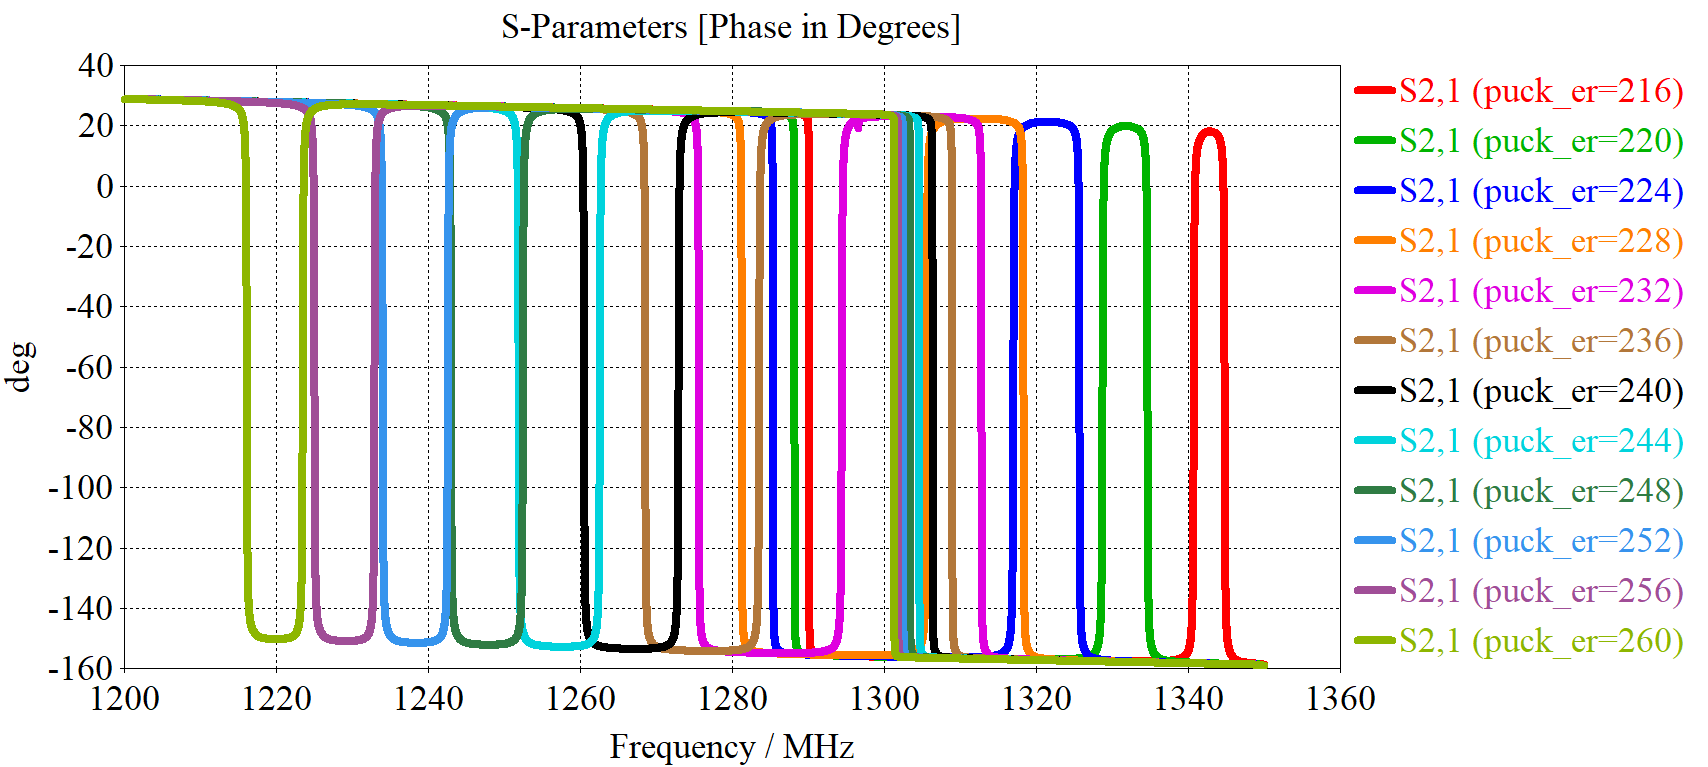 S-Parameters [Phase in Degrees]
40
20
0
-20
-40
-60
-80
-100
-120
-140
-160
deg
1200
1220
1240
1260
1280
1300
1320
1340
1360
Frequency / MHz
S2,1 (puck_er=216)
S2,1 (puck_er=220)
S2,1 (puck_er=224)
S2,1 (puck_er=228)
S2,1 (puck_er=232)
S2,1 (puck_er=236)
S2,1 (puck_er=240)
S2,1 (puck_er=244)
S2,1 (puck_er=248)
S2,1 (puck_er=252)
S2,1 (puck_er=256)
S2,1 (puck_er=260)